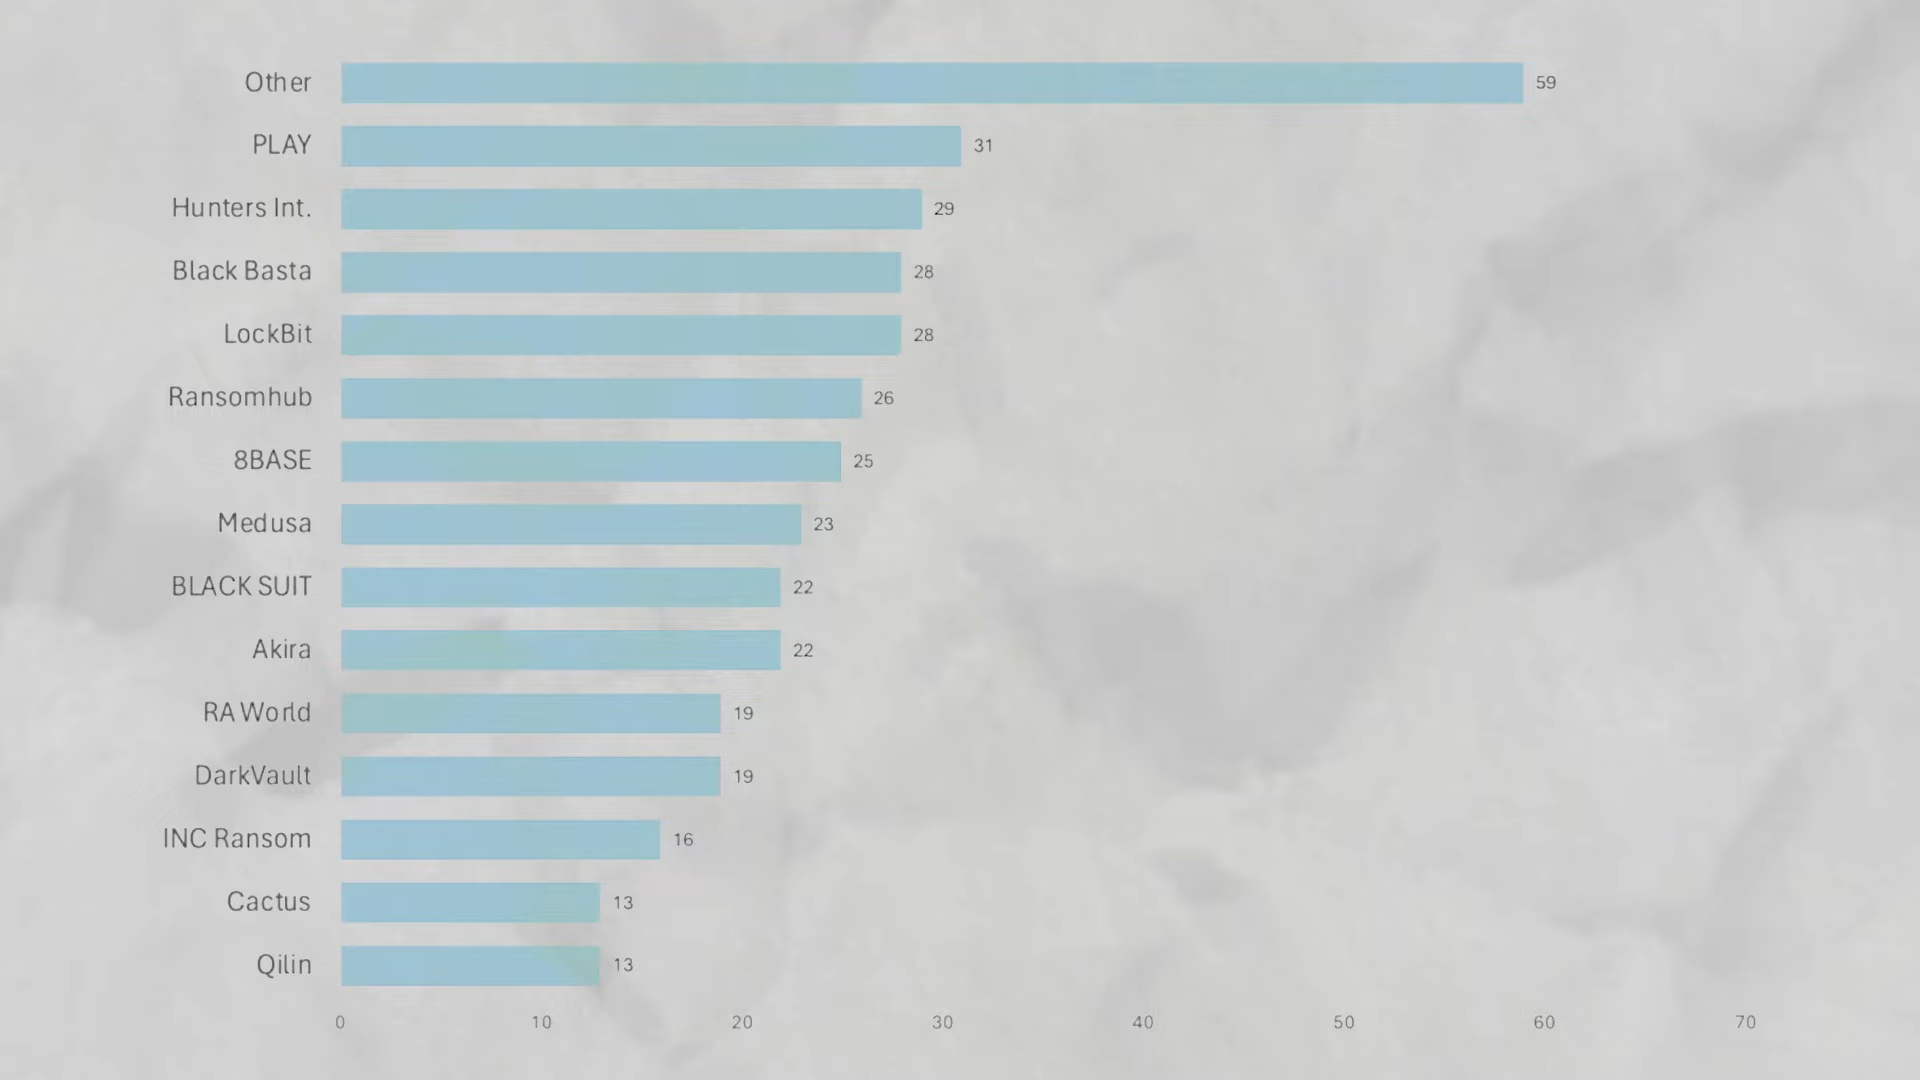 Other 59
PLAY 31
Hunters Int. 29
Black Basta 28
LockBit 28
Ransomhub 26
8BASE 25
Medusa 23
BLACK SUIT 22
Akira 22
RA World 19
DarkVault 19
INC Ransom 16
Cactus 13
Qilin 13
0 10 20 30 40 50 60 70